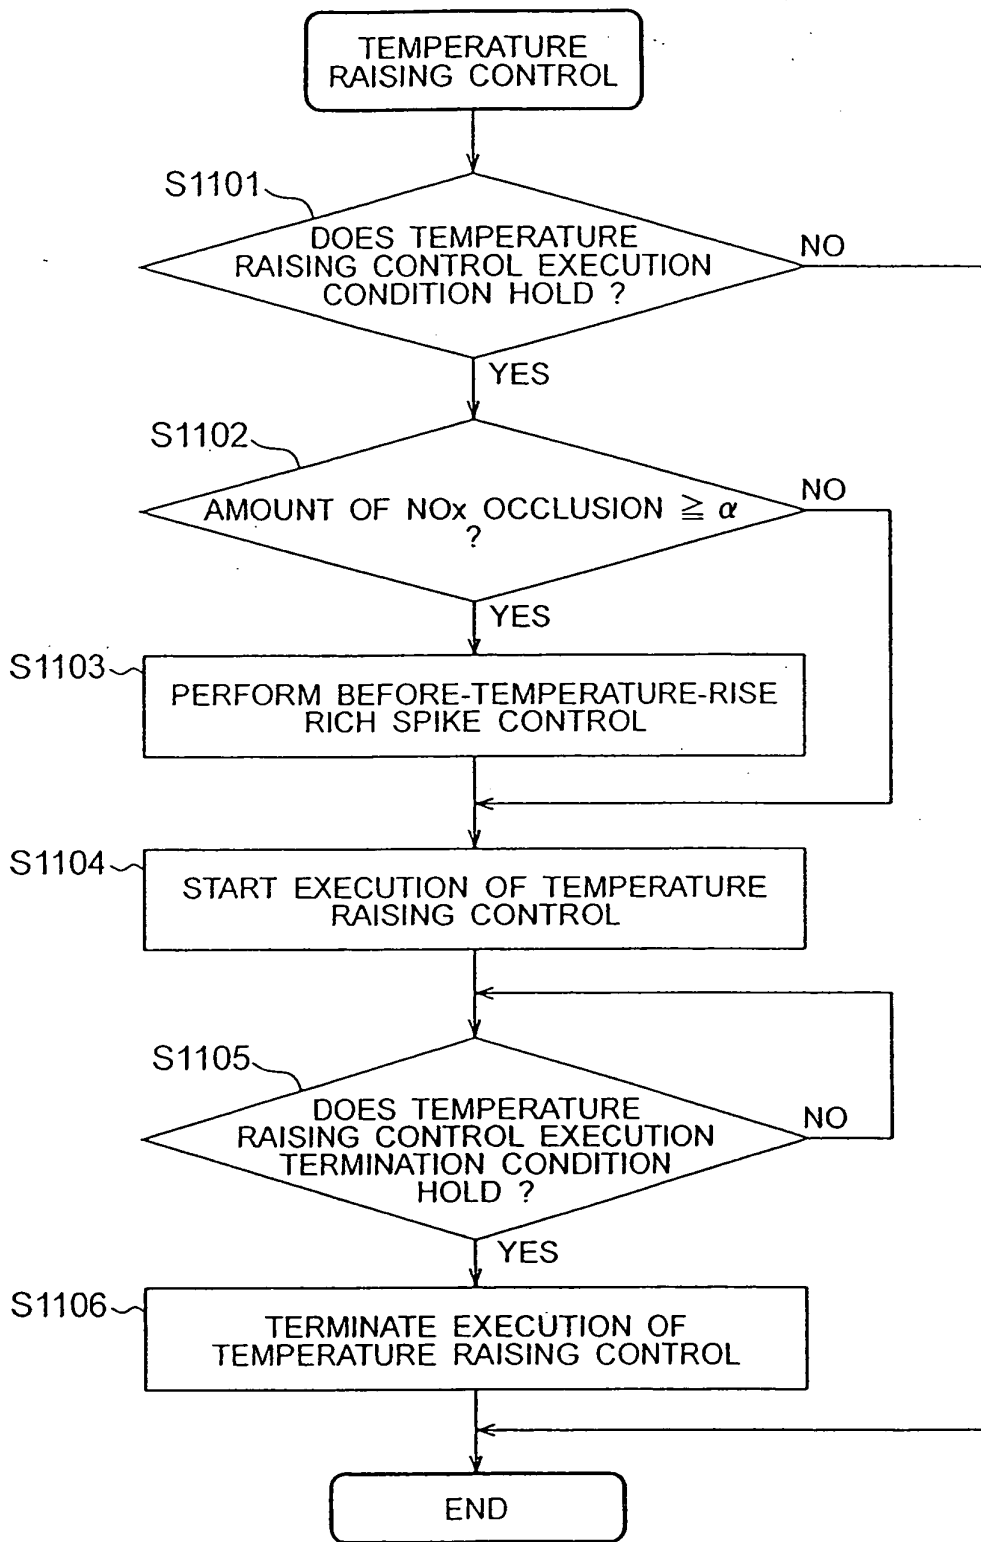 TEMPERATURE
RAISING CONTROL
S1101
DOES TEMPERATURE
RAISING CONTROL EXECUTION
CONDITION HOLD ?
NO
YES
S1102
AMOUNT OF NOx OCCLUSION ≧ α
?
NO
YES
S1103
PERFORM BEFORE-TEMPERATURE-RISE
RICH SPIKE CONTROL
S1104
START EXECUTION OF TEMPERATURE
RAISING CONTROL
S1105
DOES TEMPERATURE
RAISING CONTROL EXECUTION
TERMINATION CONDITION
HOLD ?
NO
YES
S1106
TERMINATE EXECUTION OF
TEMPERATURE RAISING CONTROL
END